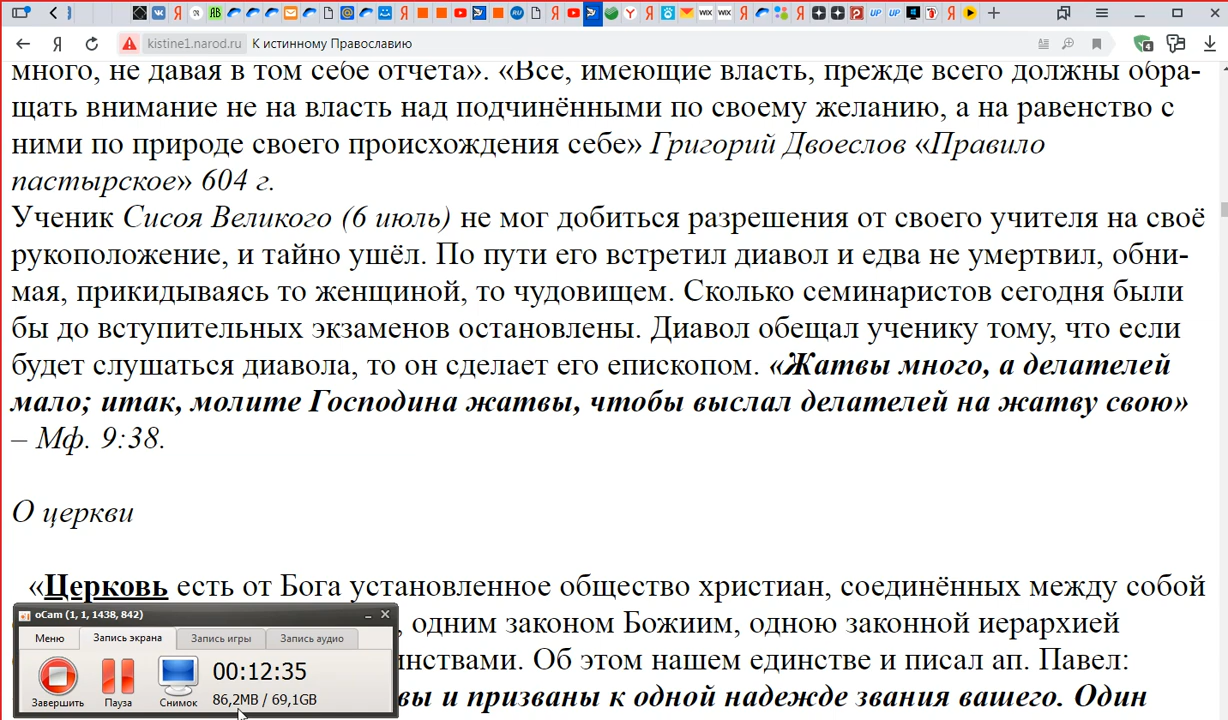 kistine1.narod.ru К истинному Православию
много, не давая в том себе отчета». «Все, имеющие власть, прежде всего должны обра-
щать внимание не на власть над подчинёнными по своему желанию, а на равенство с
ними по природе своего происхождения себе» Григорий Двоеслов «Правило
пастырское» 604 г.
Ученик Сисоя Великого (6 июль) не мог добиться разрешения от своего учителя на своё
рукоположение, и тайно ушёл. По пути его встретил диавол и едва не умертвил, обни-
мая, прикидываясь то женщиной, то чудовищем. Сколько семинаристов сегодня были
бы до вступительных экзаменов остановлены. Диавол обещал ученику тому, что если
будет слушаться диавола, то он сделает его епископом. «Жатвы много, а делателей
мало; итак, молите Господина жатвы, чтобы выслал делателей на жатву свою»
– Мф. 9:38.
О церкви
«Церковь есть от Бога установленное общество христиан, соединённых между собой
, одним законом Божиим, одною законной иерархией
инствами. Об этом нашем единстве и писал ап. Павел:
вы и призваны к одной надежде звания вашего. Один
oCam (1, 1, 1438, 842)
Меню Запись экрана Запись игры Запись аудио
00:12:35
86,2MB / 69,1GB
Завершить Пауза Снимок